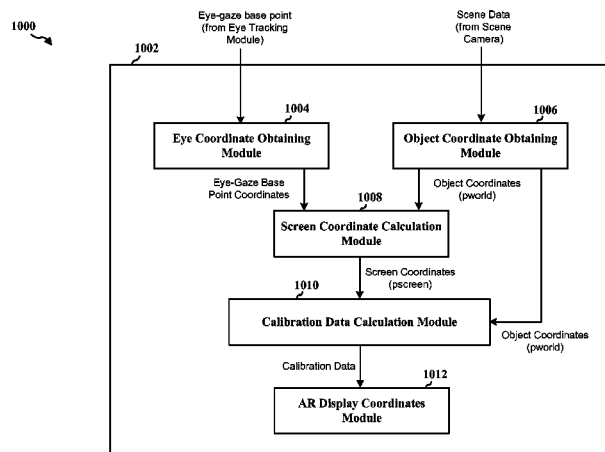 1000
Eye-gaze base point
(from Eye Tracking
Module)
Scene Data
(from Scene
Camera)
1002
1004
Eye Coordinate Obtaining
Module
1006
Object Coordinate Obtaining
Module
Eye-Gaze Base
Point Coordinates
Object Coordinates
(pworld)
1008
Screen Coordinate Calculation
Module
Screen Coordinates
(pscreen)
1010
Calibration Data Calculation Module
Object Coordinates
(pworld)
Calibration Data
1012
AR Display Coordinates
Module